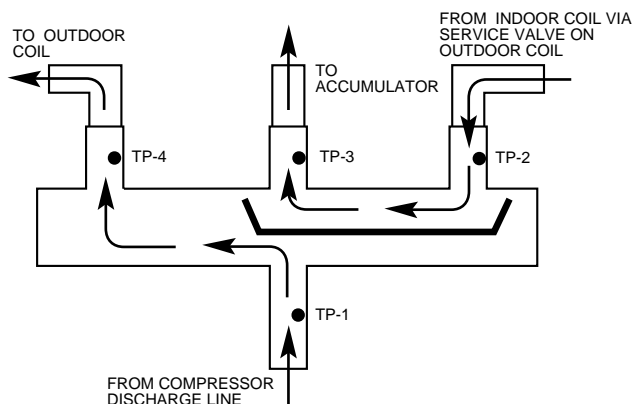 TO OUTDOOR
COIL
TO
ACCUMULATOR
FROM INDOOR COIL VIA
SERVICE VALVE ON
OUTDOOR COIL
TP-4
TP-3
TP-2
TP-1
FROM COMPRESSOR
DISCHARGE LINE